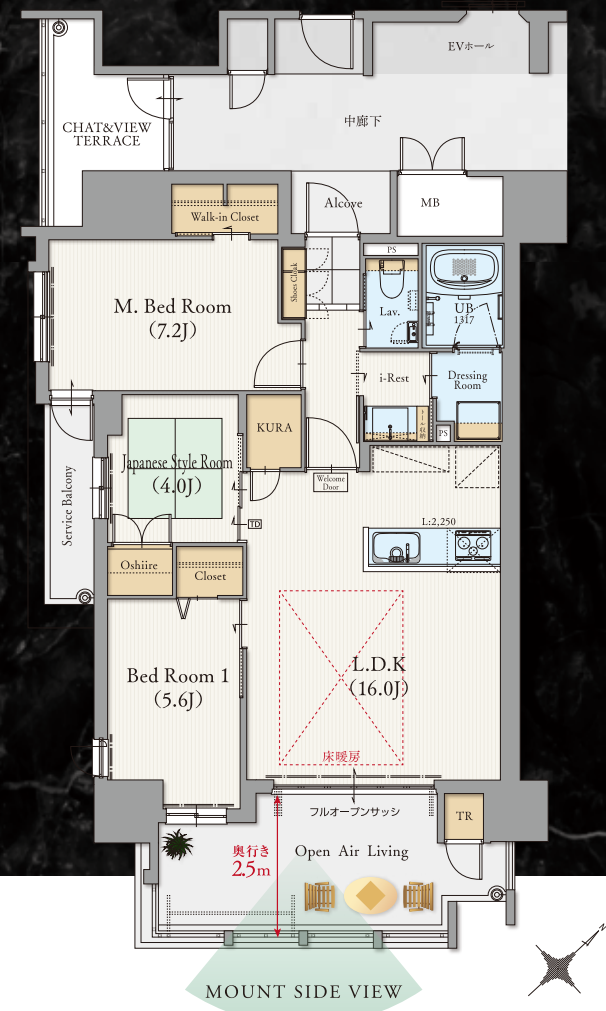 EVホール
中廊下
CHAT&VIEW
TERRACE
Alcove
MB
Walk-in Closet
PS
Shoes Cloak
M. Bed Room
(7.2J)
Lav.
UB
1317
i-Rest
Dressing
Room
KURA
PS
Japanese Style Room
(4.0J)
Service Balcony
Welcome
Door
TD
L:2,250
Oshiire
Closet
Bed Room 1
(5.6J)
L.D.K
(16.0J)
床暖房
フルオープンサッシ
TR
奥行き
2.5m
Open Air Living
MOUNT SIDE VIEW
N